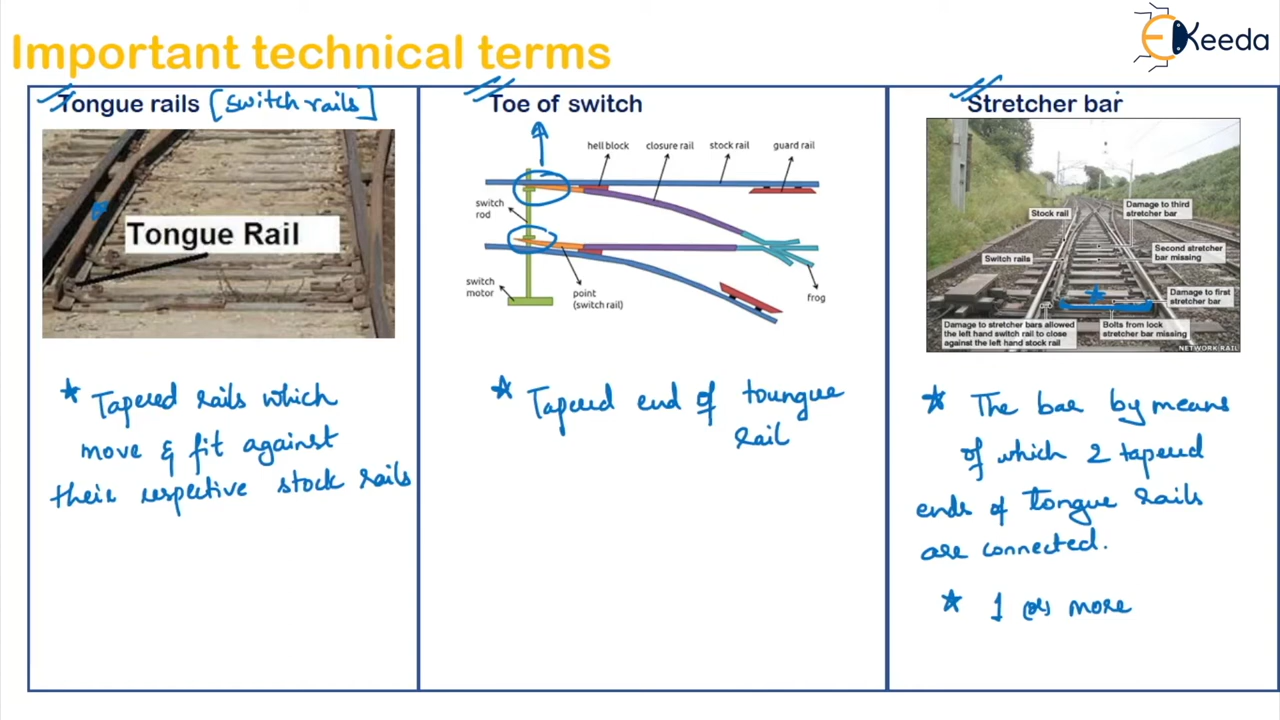 Important technical terms
EKeeda
Tongue rails [switch rails]
Tongue Rail
★ Tapered rails which
move & fit against
their respective stock rails
Toe of switch
hell block
closure rail
stock rail
guard rail
switch
rod
switch
motor
point
(switch rail)
frog
★ Tapered end of toungue
rail
Stretcher bar
Stock rail
Damage to third
stretcher bar
Switch rails
Second stretcher
bar missing
Damage to first
stretcher bar
Damage to stretcher bars allowed
the left hand switch rail to close
against the left hand stock rail
Bolts from lock
stretcher bar missing
NETWORK RAIL
★ The bar by means
of which 2 tapered
ends of tongue rails
are connected.
★ 1 (or) more